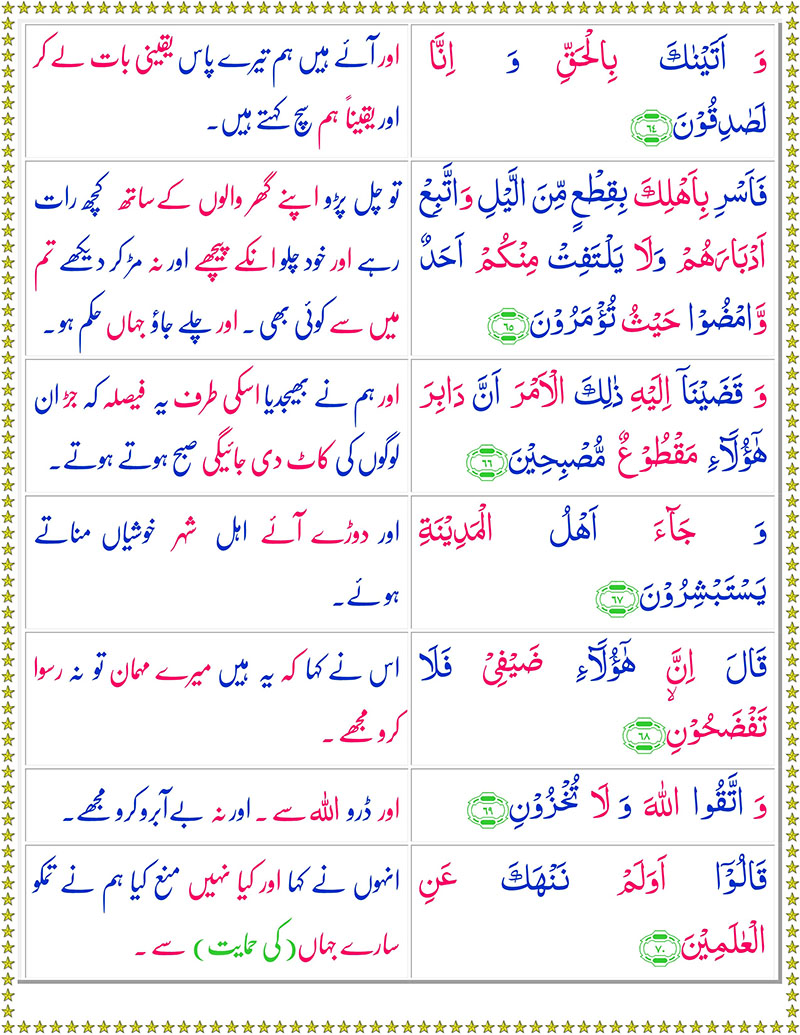 وَ اَتَیْنٰكَ بِالْحَقِّ وَ اِنَّا
لَصٰدِقُوْنَ ﴿٦٤﴾
اور آئے ہیں ہم تیرے پاس یقینی بات لے کر
اور یقیناً ہم سچ کہتے ہیں۔
فَاَسْرِ بِاَهْلِكَ بِقِطْعٍ مِّنَ الَّیْلِ وَاتَّبِعْ
اَدْبَارَهُمْ وَلَا یَلْتَفِتْ مِنْكُمْ اَحَدٌ
وَّامْضُوْا حَیْثُ تُؤْمَرُوْنَ ﴿٦٥﴾
تو چل پڑو اپنے گھر والوں کے ساتھ کچھ رات
رہے اور خود چلو انکے پیچھے اور نہ مڑ کر دیکھے تم
میں سے کوئی بھی۔ اور چلے جاؤ جہاں حکم ہو۔
وَ قَضَیْنَاۤ اِلَیْهِ ذٰلِكَ الْاَمْرَ اَنَّ دَابِرَ
هٰۤؤُلَآءِ مَقْطُوْعٌ مُّصْبِحِیْنَ ﴿٦٦﴾
اور ہم نے بھیجدیا اسکی طرف یہ فیصلہ کہ جڑ ان
لوگوں کی کاٹ دی جائیگی صبح ہوتے ہوتے۔
وَ جَآءَ اَهْلُ الْمَدِیْنَةِ
یَسْتَبْشِرُوْنَ ﴿٦٧﴾
اور دوڑے آئے اہل شہر خوشیاں مناتے
ہوئے۔
قَالَ اِنَّ هٰۤؤُلَآءِ ضَیْفِیْ فَلَا
تَفْضَحُوْنِۙ ﴿٦٨﴾
اس نے کہا کہ یہ ہیں میرے مہمان تو نہ رسوا
کرو مجھے۔
وَ اتَّقُوا اللّٰهَ وَ لَا تُخْزُوْنِ ﴿٦٩﴾
اور ڈرو اللہ سے۔ اور نہ بےآبرو کرو مجھے۔
قَالُوْۤا اَوَلَمْ نَنْهَكَ عَنِ
الْعٰلَمِیْنَ ﴿٧٠﴾
انہوں نے کہا اور کیا نہیں منع کیا ہم نے تمکو
سارے جہاں (کی حمایت) سے۔